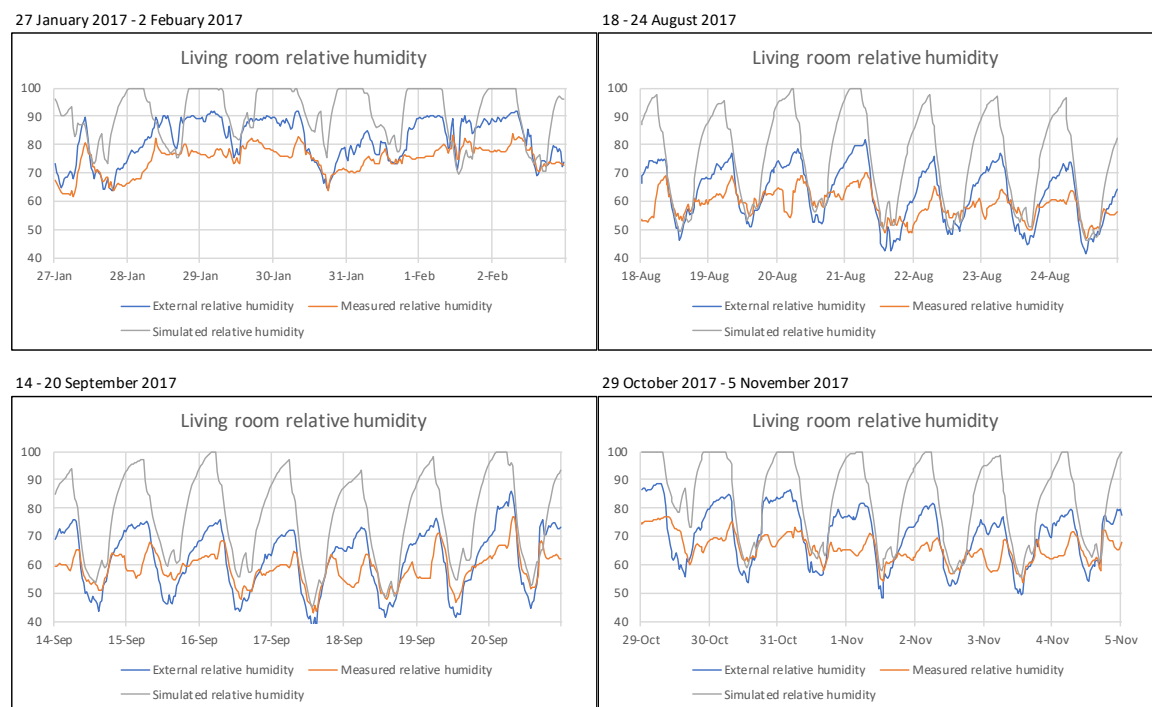 27 January 2017 - 2 Febuary 2017
Living room relative humidity
100
90
80
70
60
50
40
27-Jan 28-Jan 29-Jan 30-Jan 31-Jan 1-Feb 2-Feb
External relative humidity Measured relative humidity
Simulated relative humidity
18 - 24 August 2017
Living room relative humidity
100
90
80
70
60
50
40
18-Aug 19-Aug 20-Aug 21-Aug 22-Aug 23-Aug 24-Aug
External relative humidity Measured relative humidity
Simulated relative humidity
14 - 20 September 2017
Living room relative humidity
100
90
80
70
60
50
40
14-Sep 15-Sep 16-Sep 17-Sep 18-Sep 19-Sep 20-Sep
External relative humidity Measured relative humidity
Simulated relative humidity
29 October 2017 - 5 November 2017
Living room relative humidity
100
90
80
70
60
50
40
29-Oct 30-Oct 31-Oct 1-Nov 2-Nov 3-Nov 4-Nov 5-Nov
External relative humidity Measured relative humidity
Simulated relative humidity